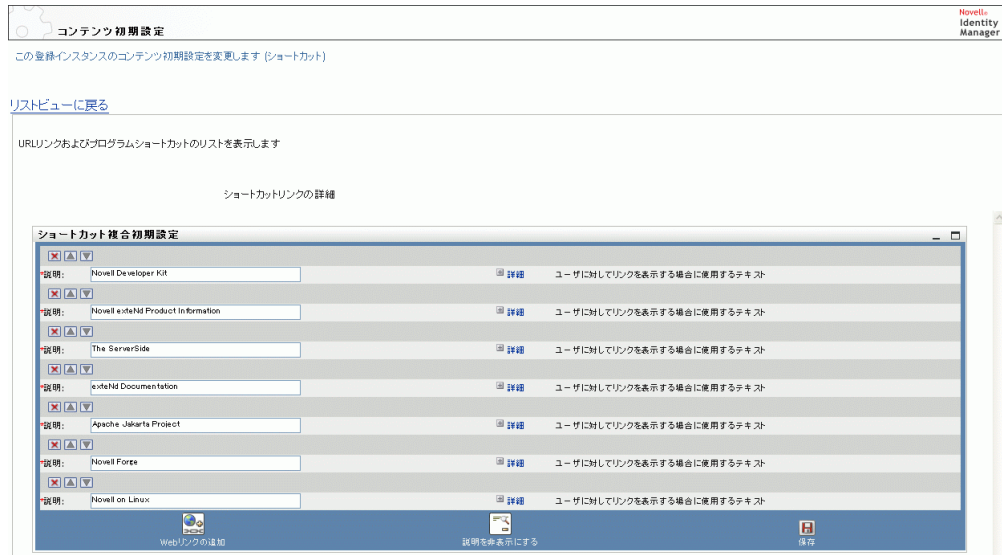 コンテンツ初期設定
Novell®
Identity
Manager
この登録インスタンスのコンテンツ初期設定を変更します (ショートカット)
リストビューに戻る
URLリンクおよびプログラムショートカットのリストを表示します
ショートカットリンクの詳細
ショートカット複合初期設定
*説明: Novell Developer Kit 詳細 ユーザに対してリンクを表示する場合に使用するテキスト
*説明: Novell exteNd Product Information 詳細 ユーザに対してリンクを表示する場合に使用するテキスト
*説明: The ServerSide 詳細 ユーザに対してリンクを表示する場合に使用するテキスト
*説明: exteNd Documentation 詳細 ユーザに対してリンクを表示する場合に使用するテキスト
*説明: Apache Jakarta Project 詳細 ユーザに対してリンクを表示する場合に使用するテキスト
*説明: Novell Forge 詳細 ユーザに対してリンクを表示する場合に使用するテキスト
*説明: Novell on Linux 詳細 ユーザに対してリンクを表示する場合に使用するテキスト
Webリンクの追加 説明を非表示にする 保存